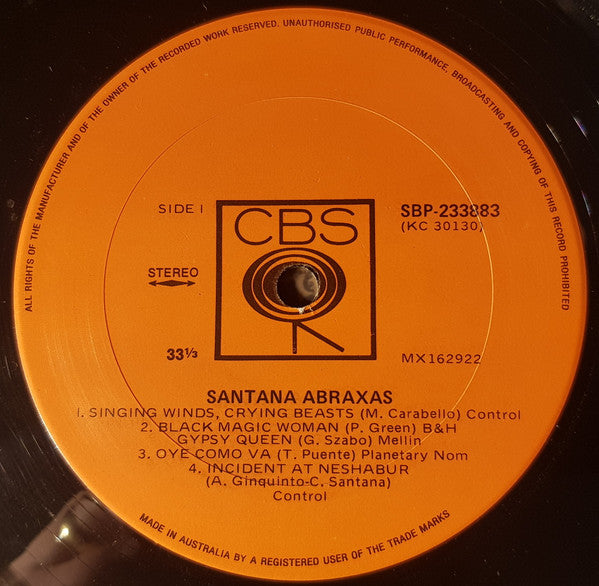 ALL RIGHTS OF THE MANUFACTURER AND OF THE OWNER OF THE RECORDED WORK RESERVED. UNAUTHORISED PUBLIC PERFORMANCE, BROADCASTING AND COPYING OF THIS RECORD PROHIBITED
SIDE I
CBS
SBP-233883
(KC 30130)
STEREO
33⅓
MX162922
SANTANA ABRAXAS
1. SINGING WINDS, CRYING BEASTS (M. Carabello) Control
2. BLACK MAGIC WOMAN (P. Green) B&H
GYPSY QUEEN (G. Szabo) Mellin
3. OYE COMO VA (T. Puente) Planetary Nom
4. INCIDENT AT NESHABUR
(A. Ginquinto-C. Santana)
Control
MADE IN AUSTRALIA BY A REGISTERED USER OF THE TRADE MARKS